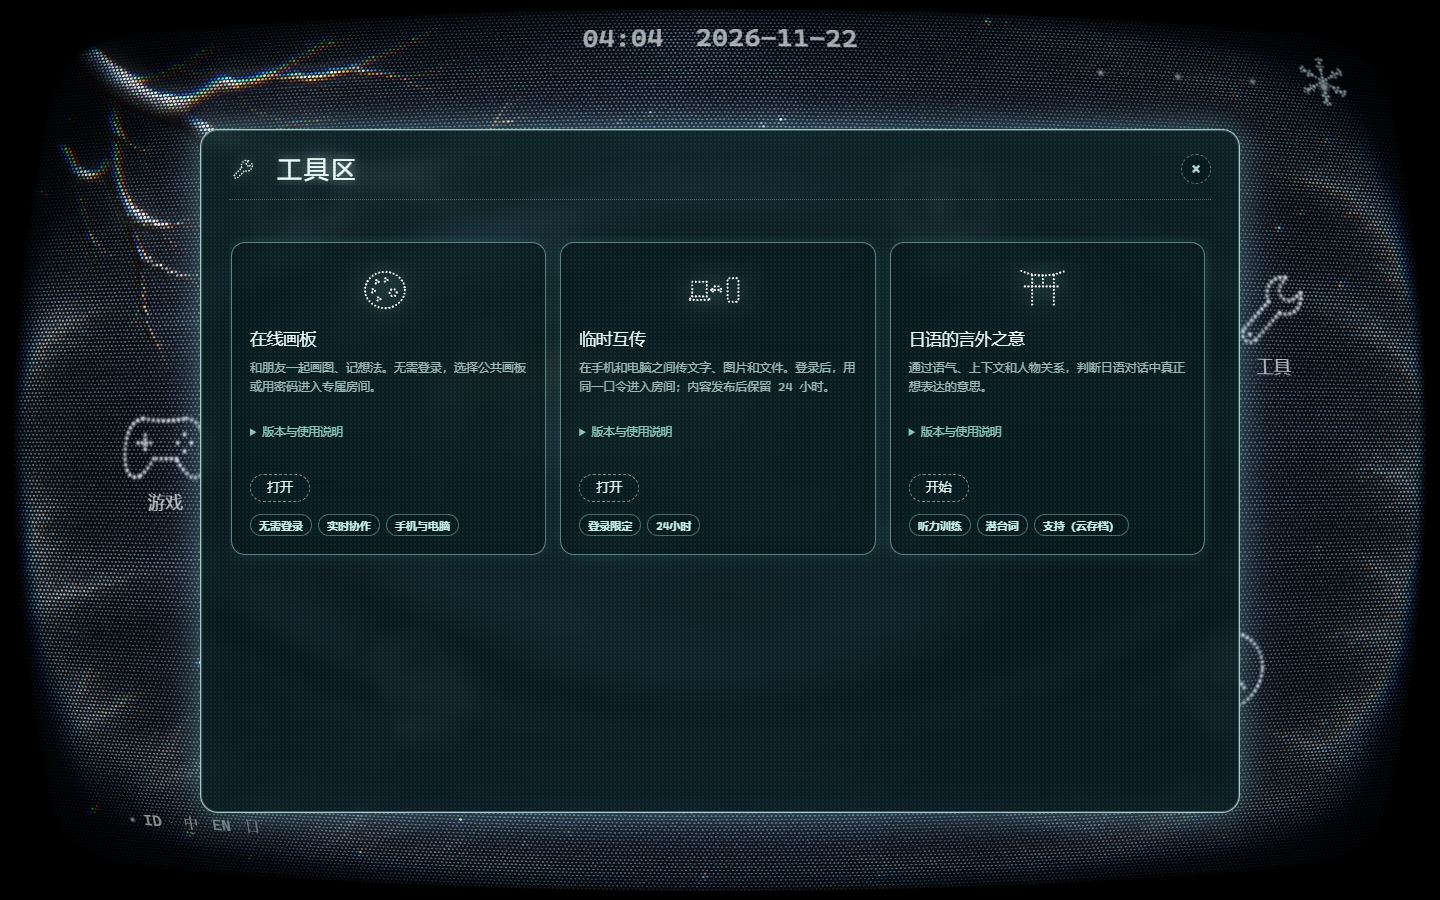 04:04 2026-11-22
工具区
×
在线画板
和朋友一起画图、记想法。无需登录，选择公共画板
或用密码进入专属房间。
▶ 版本与使用说明
打开
无需登录 实时协作 手机与电脑
临时互传
在手机和电脑之间传文字、图片和文件。登录后，用
同一口令进入房间；内容发布后保留 24 小时。
▶ 版本与使用说明
打开
登录限定 24小时
日语的言外之意
通过语气、上下文和人物关系，判断日语对话中真正
想表达的意思。
▶ 版本与使用说明
开始
听力训练 潜台词 支持（云存档）
工具
游戏
• ID 中 EN 日